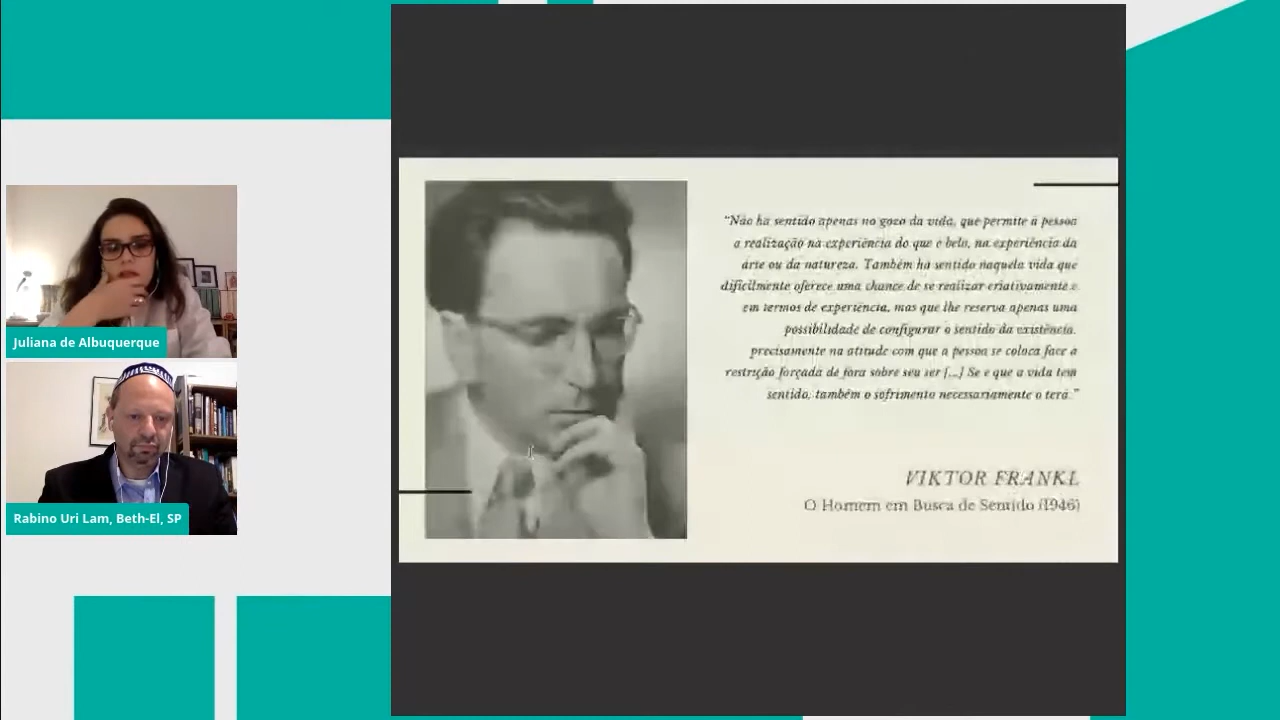 Juliana de Albuquerque
Rabino Uri Lam, Beth-El, SP
"Não há sentido apenas no gozo da vida, que permite à pessoa
a realização na experiência do que é belo, na experiência da
arte ou da natureza. Também há sentido naquela vida que
dificilmente oferece uma chance de se realizar criativamente e
em termos de experiência, mas que lhe reserva apenas uma
possibilidade de configurar o sentido da existência,
precisamente na atitude com que a pessoa se coloca face à
restrição forçada de fora sobre seu ser [...] Se é que a vida tem
sentido, também o sofrimento necessariamente o terá."
VIKTOR FRANKL
O Homem em Busca de Sentido (1946)